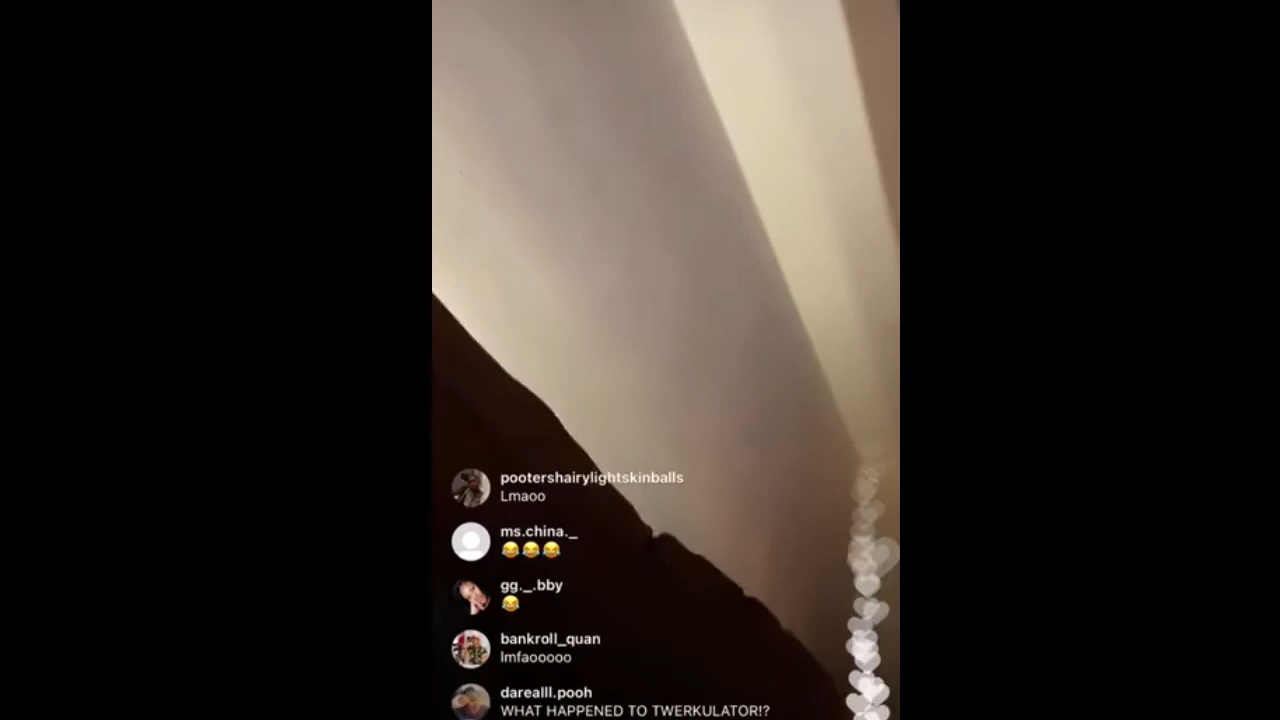 pootershairylightskinballs
Lmaoo
ms.china._
😂😂😂
gg._.bby
😂
bankroll_quan
lmfaooooo
darealll.pooh
WHAT HAPPENED TO TWERKULATOR!?